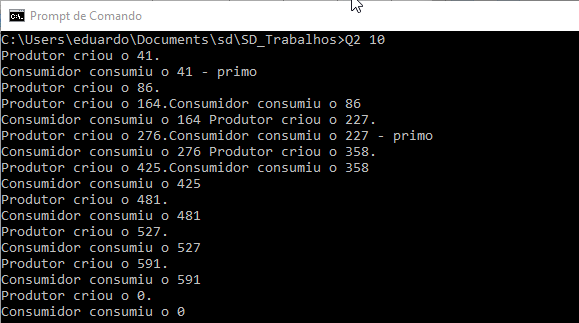 Prompt de Comando
C:\Users\eduardo\Documents\sd\SD_Trabalhos>Q2 10
Produtor criou o 41.
Consumidor consumiu o 41 - primo
Produtor criou o 86.
Produtor criou o 164.Consumidor consumiu o 86
Consumidor consumiu o 164 Produtor criou o 227.
Produtor criou o 276.Consumidor consumiu o 227 - primo
Consumidor consumiu o 276 Produtor criou o 358.
Produtor criou o 425.Consumidor consumiu o 358
Consumidor consumiu o 425
Produtor criou o 481.
Consumidor consumiu o 481
Produtor criou o 527.
Consumidor consumiu o 527
Produtor criou o 591.
Consumidor consumiu o 591
Produtor criou o 0.
Consumidor consumiu o 0